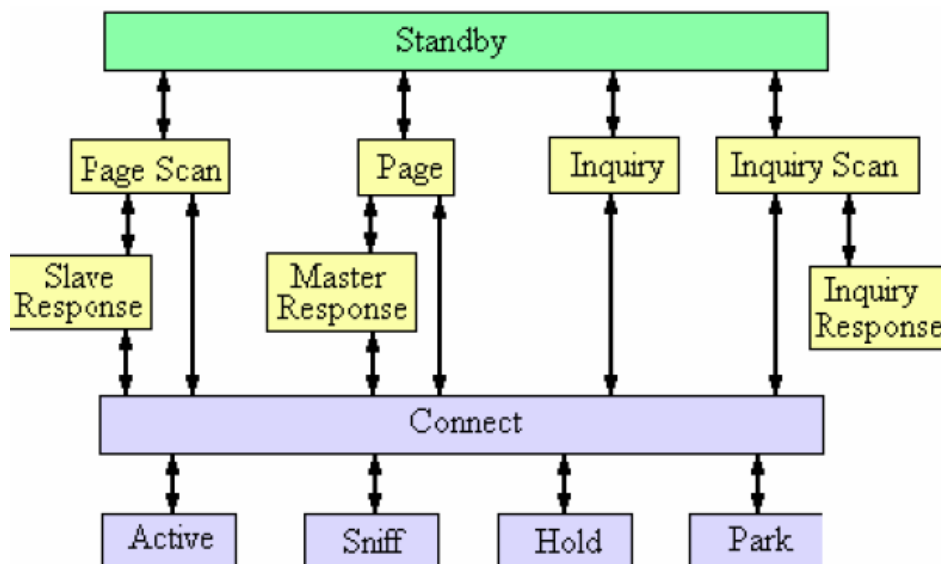 Standby
Page Scan
Page
Inquiry
Inquiry Scan
Slave
Response
Master
Response
Inquiry
Response
Connect
Active
Sniff
Hold
Park